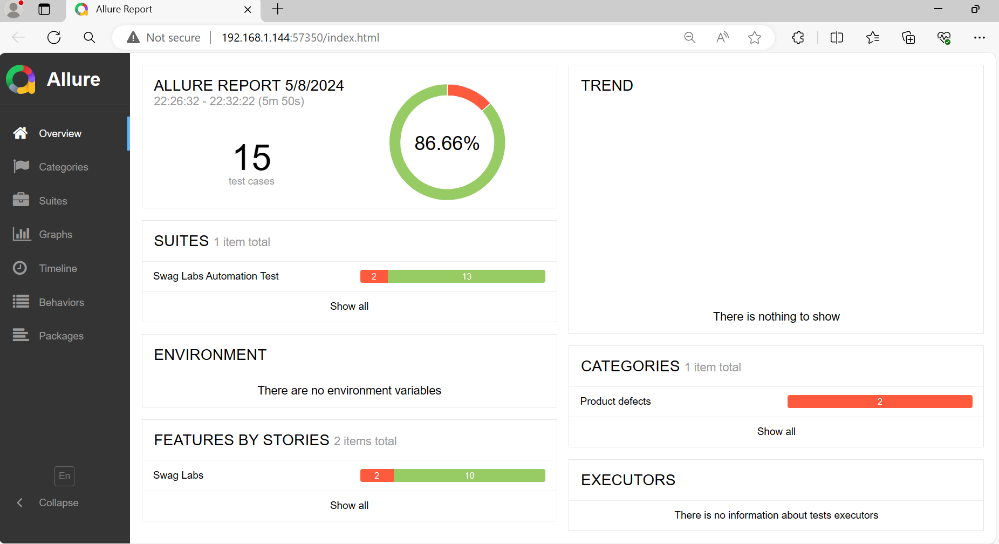 Allure Report
Not secure
192.168.1.144:57350/index.html
Allure
Overview
Categories
Suites
Graphs
Timeline
Behaviors
Packages
En
Collapse
ALLURE REPORT 5/8/2024
22:26:32 - 22:32:22 (5m 50s)
15
test cases
86.66%
SUITES 1 item total
Swag Labs Automation Test 2 13
Show all
ENVIRONMENT
There are no environment variables
FEATURES BY STORIES 2 items total
Swag Labs 2 10
Show all
TREND
There is nothing to show
CATEGORIES 1 item total
Product defects 2
Show all
EXECUTORS
There is no information about tests executors